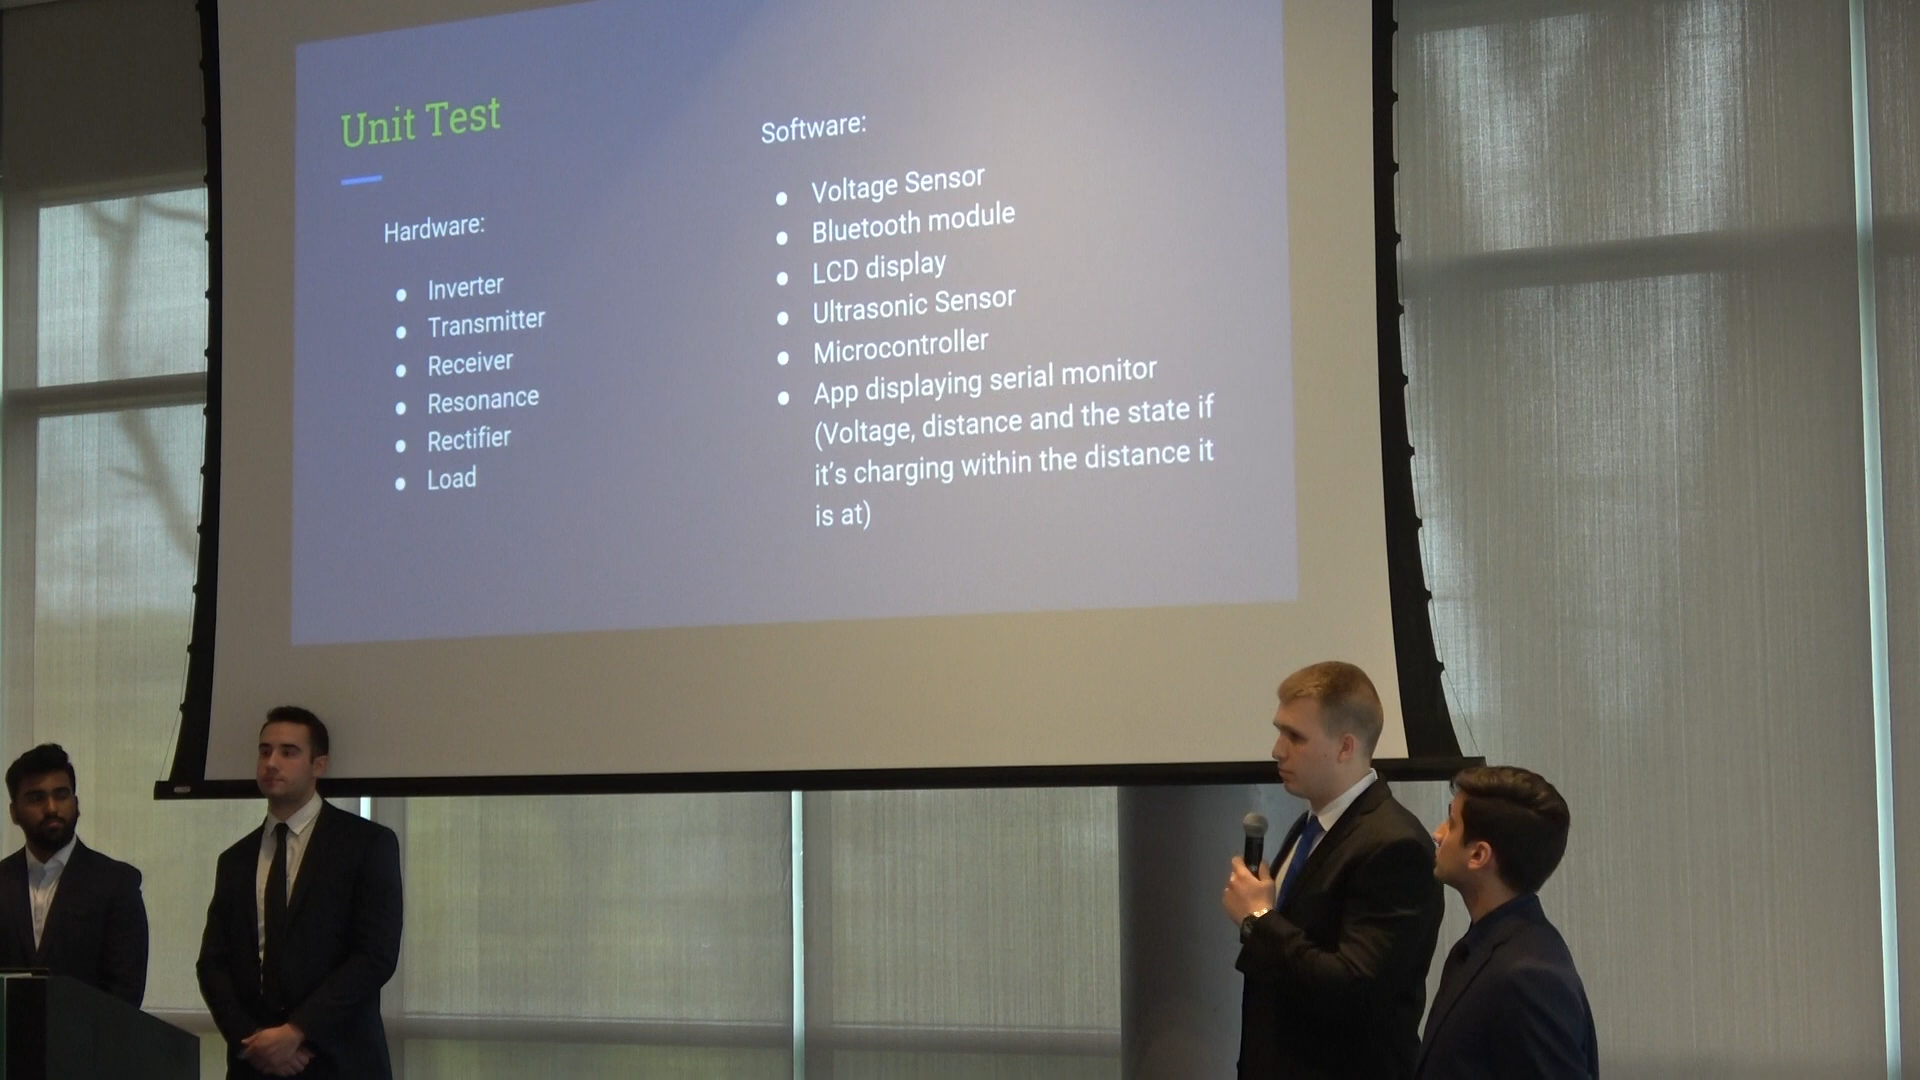 Unit Test
Hardware:
● Inverter
● Transmitter
● Receiver
● Resonance
● Rectifier
● Load
Software:
● Voltage Sensor
● Bluetooth module
● LCD display
● Ultrasonic Sensor
● Microcontroller
● App displaying serial monitor
(Voltage, distance and the state if
it’s charging within the distance it
is at)